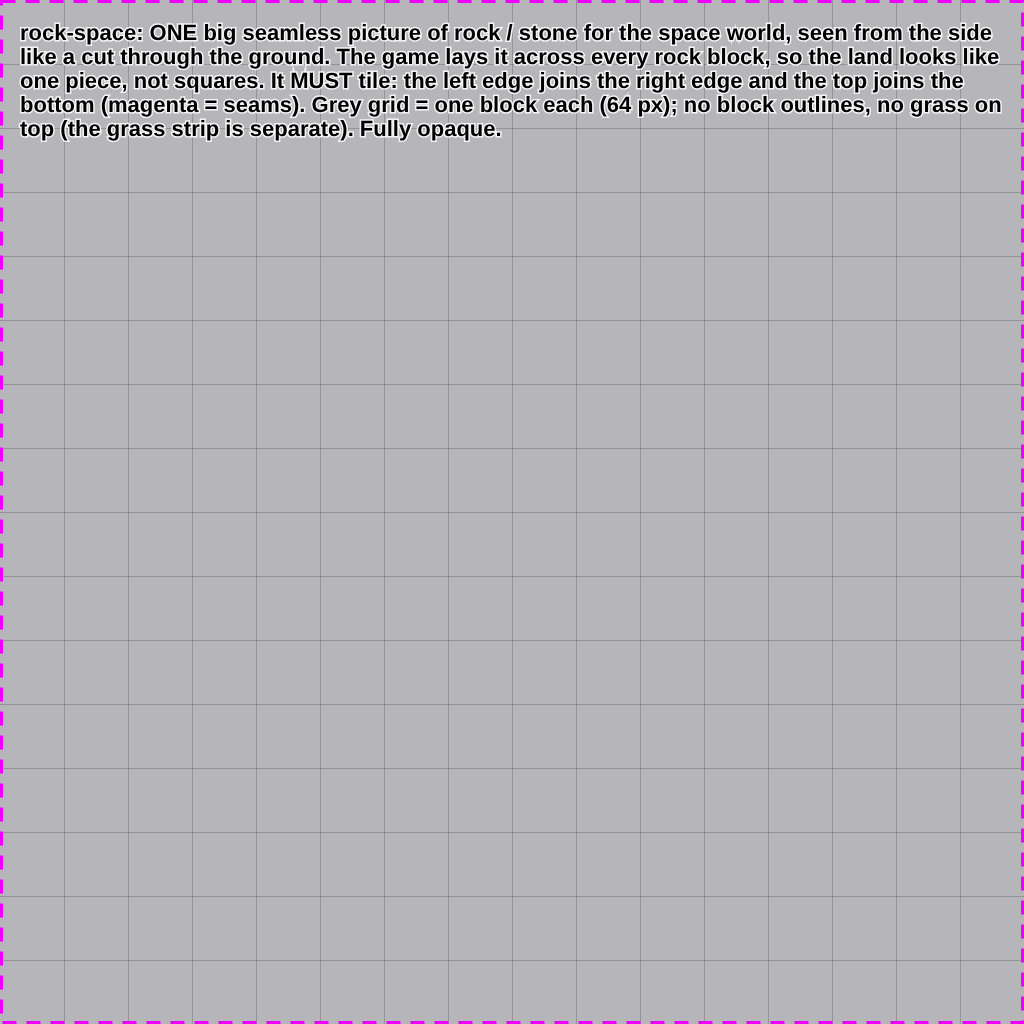 rock-space: ONE big seamless picture of rock / stone for the space world, seen from the side
like a cut through the ground. The game lays it across every rock block, so the land looks like
one piece, not squares. It MUST tile: the left edge joins the right edge and the top joins the
bottom (magenta = seams). Grey grid = one block each (64 px); no block outlines, no grass on
top (the grass strip is separate). Fully opaque.